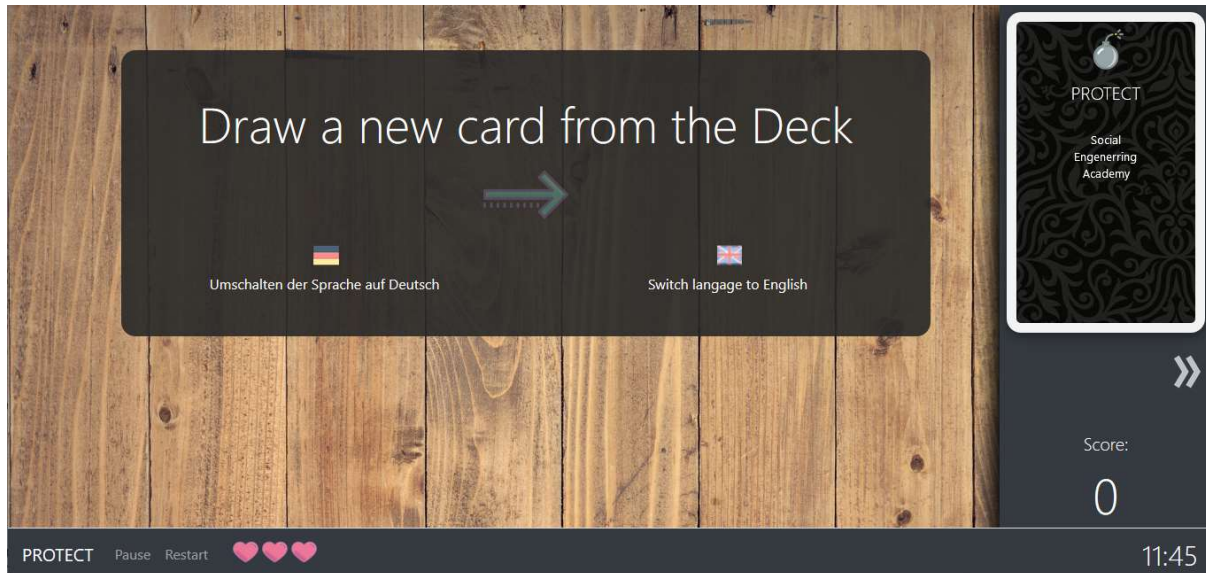 Draw a new card from the Deck
Umschalten der Sprache auf Deutsch
Switch langage to English
PROTECT
Social
Engenerring
Academy
Score:
0
PROTECT Pause Restart
11:45